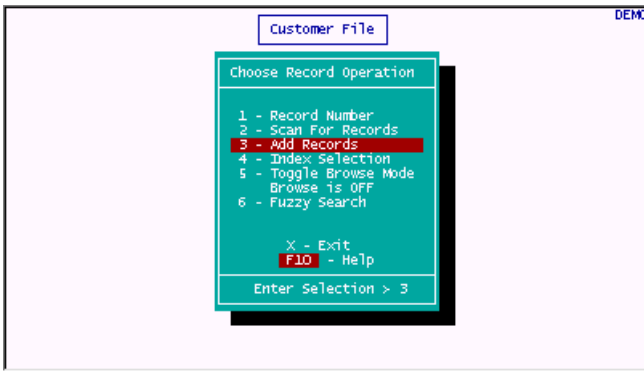 DEMO
Customer File
Choose Record Operation
1 - Record Number
2 - Scan For Records
3 - Add Records
4 - Index Selection
5 - Toggle Browse Mode
Browse is OFF
6 - Fuzzy Search
X - Exit
F10 - Help
Enter Selection > 3